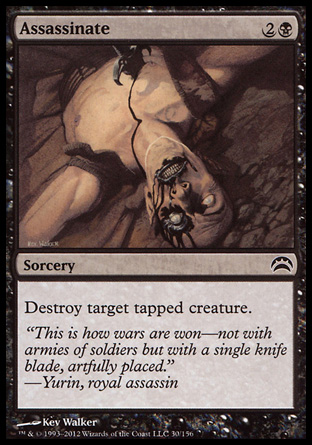 Assassinate 2
Sorcery
Destroy target tapped creature.
“This is how wars are won—not with
armies of soldiers but with a single knife
blade, artfully placed.”
—Yurin, royal assassin
Kev Walker
™ & © 1993–2012 Wizards of the Coast LLC 30/156